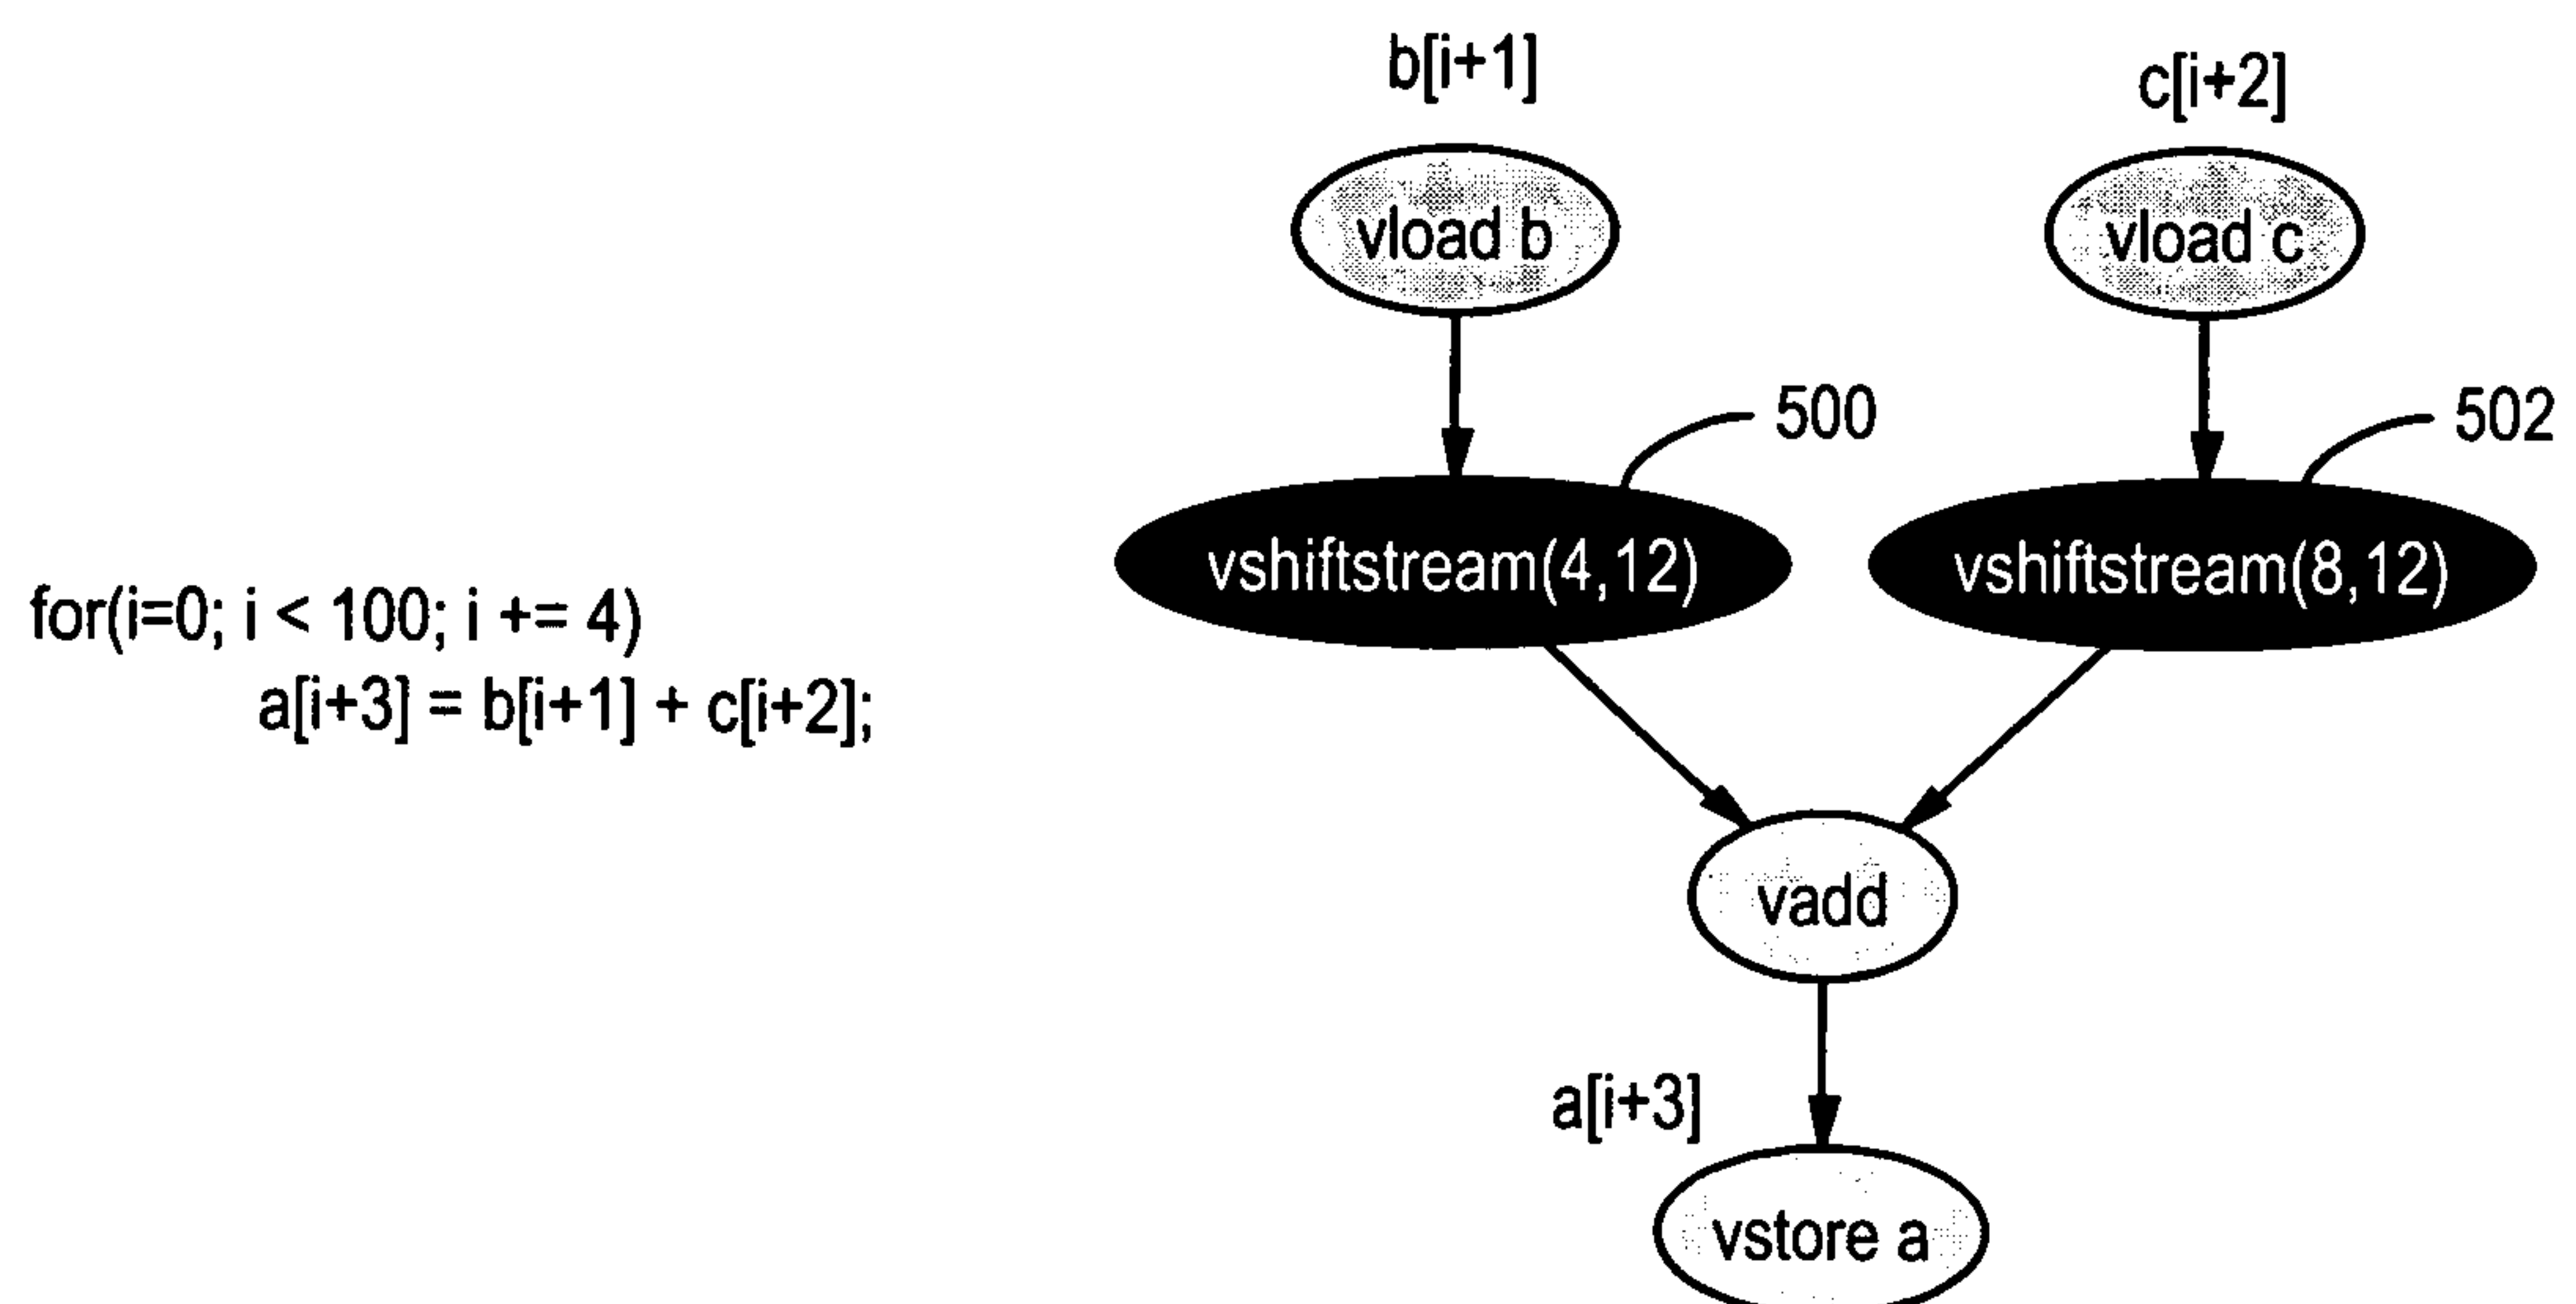 b[i+1]
c[i+2]
vload b
vload c
500
502
vshiftstream(4,12)
vshiftstream(8,12)
for(i=0; i < 100; i += 4)
a[i+3] = b[i+1] + c[i+2];
vadd
a[i+3]
vstore a